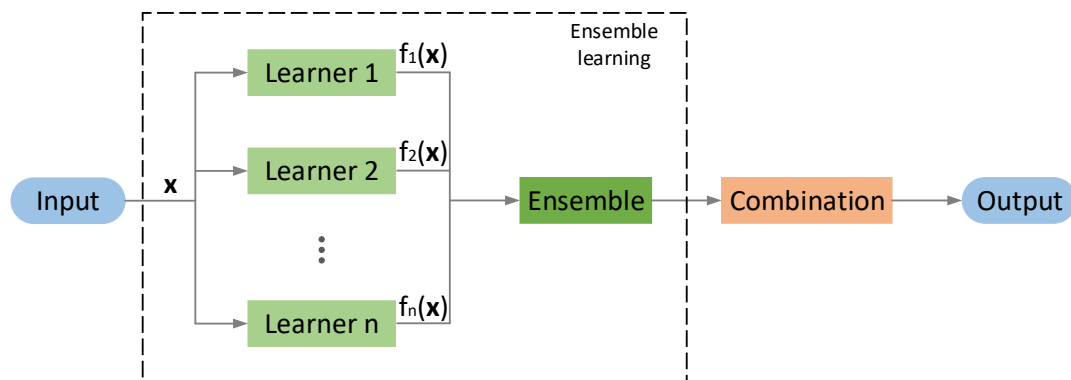 Ensemble
learning
f₁(x)
Learner 1
f₂(x)
x
Learner 2
Input
Ensemble
Combination
Output
fₙ(x)
Learner n